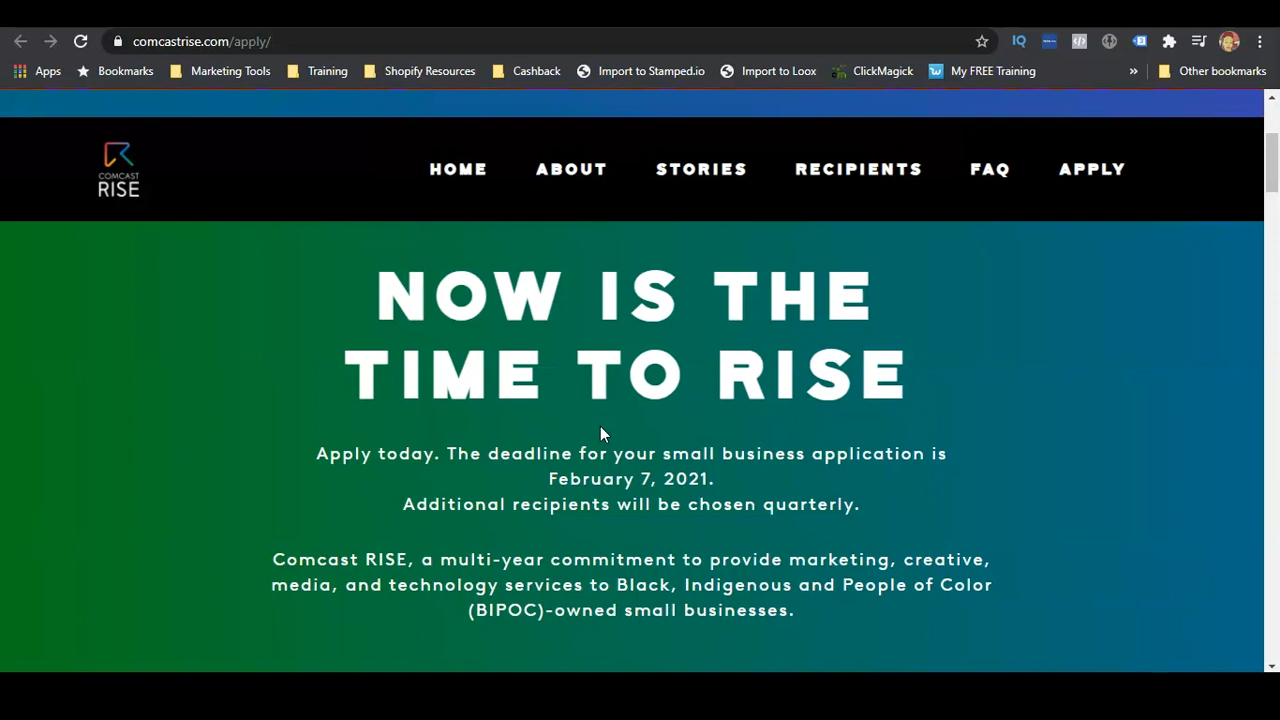 comcastrise.com/apply/
Apps Bookmarks Marketing Tools Training Shopify Resources Cashback Import to Stamped.io Import to Loox ClickMagick My FREE Training » Other bookmarks
COMCAST
RISE
HOME ABOUT STORIES RECIPIENTS FAQ APPLY
NOW IS THE
TIME TO RISE
Apply today. The deadline for your small business application is
February 7, 2021.
Additional recipients will be chosen quarterly.
Comcast RISE, a multi-year commitment to provide marketing, creative,
media, and technology services to Black, Indigenous and People of Color
(BIPOC)-owned small businesses.